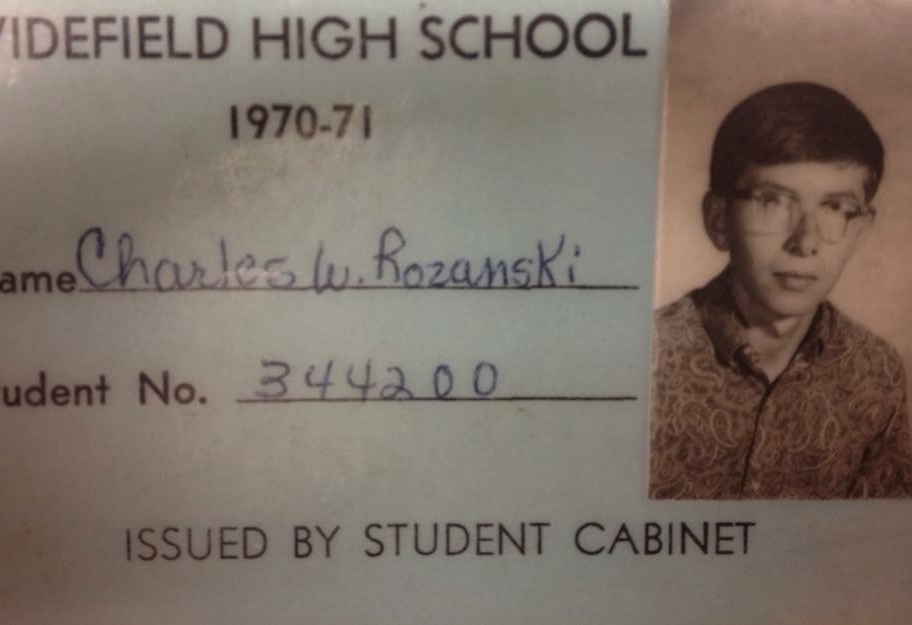 IDEFIELD HIGH SCHOOL
1970-71
ame Charles W. Rozanski
udent No. 344200
ISSUED BY STUDENT CABINET